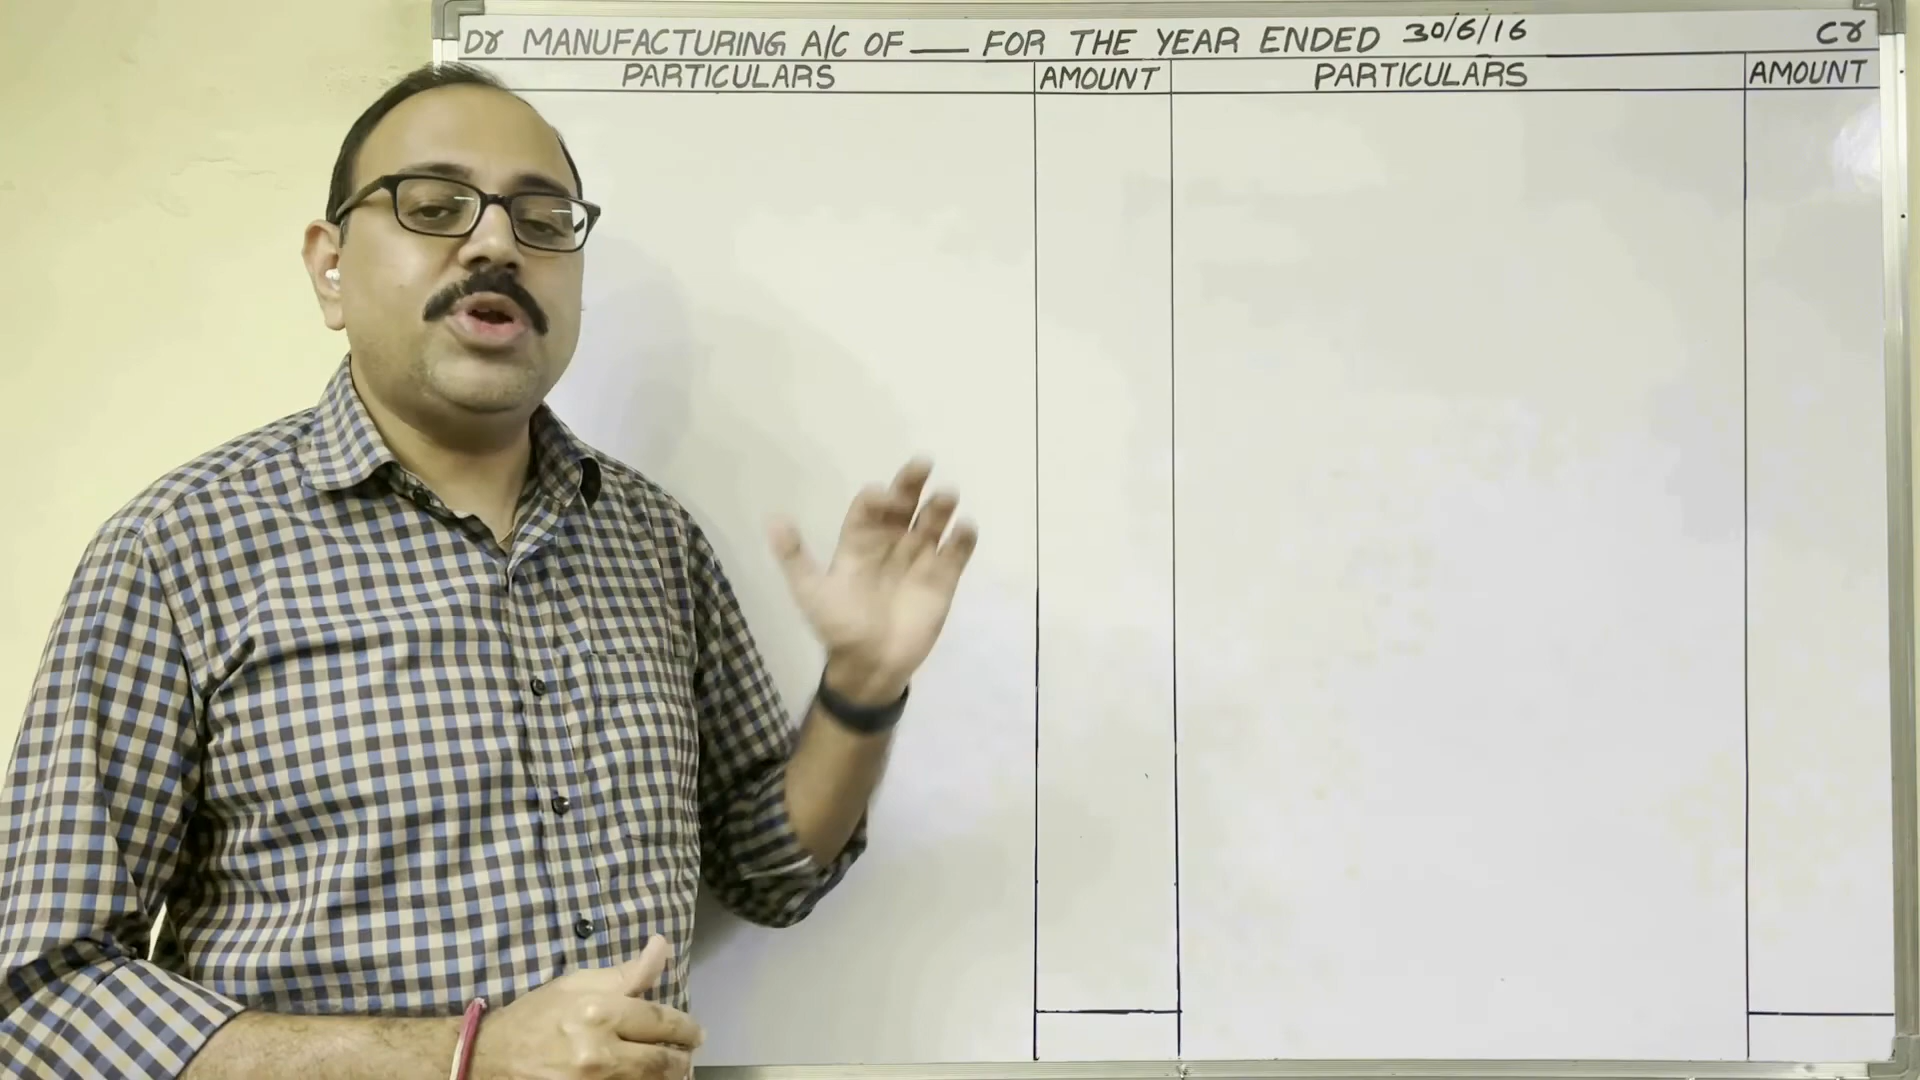 Dr MANUFACTURING A/C OF ___ FOR THE YEAR ENDED 30/6/16 Cr
PARTICULARS AMOUNT PARTICULARS AMOUNT